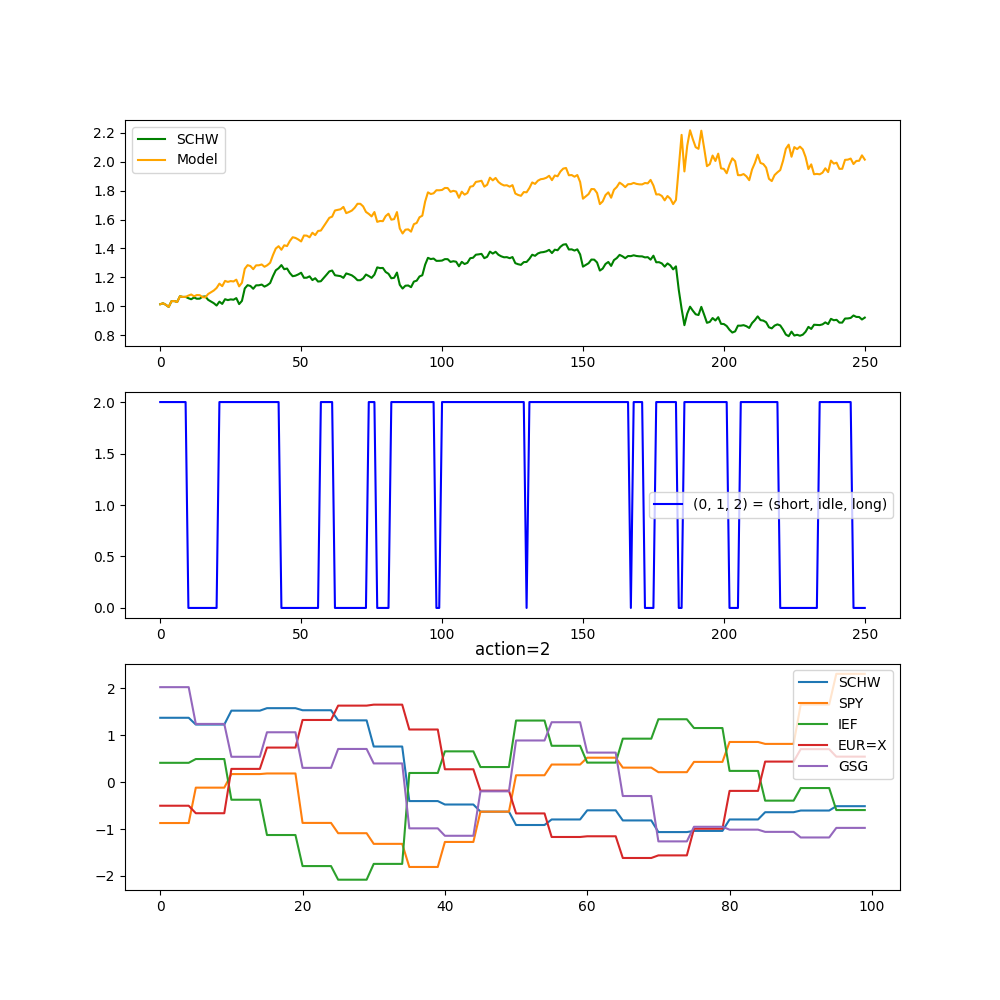 2.2
2.0
1.8
1.6
1.4
1.2
1.0
0.8
SCHW
Model
0 50 100 150 200 250
2.0
1.5
1.0
0.5
0.0
(0, 1, 2) = (short, idle, long)
0 50 100 150 200 250
action=2
2
1
0
−1
−2
SCHW
SPY
IEF
EUR=X
GSG
0 20 40 60 80 100